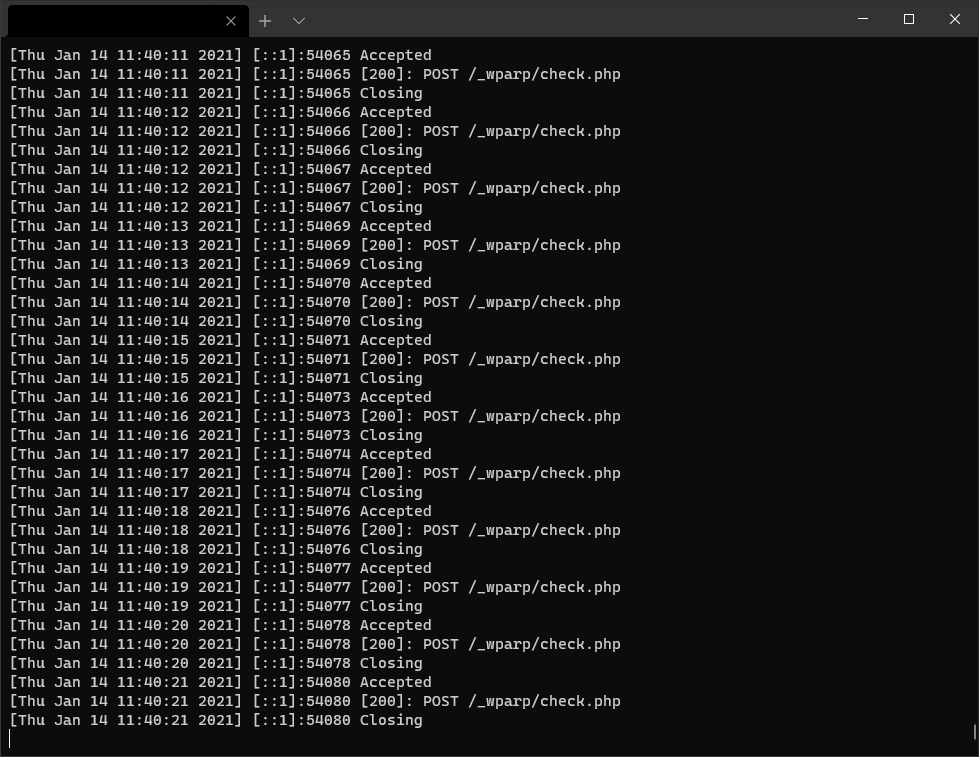 [Thu Jan 14 11:40:11 2021] [::1]:54065 Accepted
[Thu Jan 14 11:40:11 2021] [::1]:54065 [200]: POST /_wparp/check.php
[Thu Jan 14 11:40:11 2021] [::1]:54065 Closing
[Thu Jan 14 11:40:12 2021] [::1]:54066 Accepted
[Thu Jan 14 11:40:12 2021] [::1]:54066 [200]: POST /_wparp/check.php
[Thu Jan 14 11:40:12 2021] [::1]:54066 Closing
[Thu Jan 14 11:40:12 2021] [::1]:54067 Accepted
[Thu Jan 14 11:40:12 2021] [::1]:54067 [200]: POST /_wparp/check.php
[Thu Jan 14 11:40:12 2021] [::1]:54067 Closing
[Thu Jan 14 11:40:13 2021] [::1]:54069 Accepted
[Thu Jan 14 11:40:13 2021] [::1]:54069 [200]: POST /_wparp/check.php
[Thu Jan 14 11:40:13 2021] [::1]:54069 Closing
[Thu Jan 14 11:40:14 2021] [::1]:54070 Accepted
[Thu Jan 14 11:40:14 2021] [::1]:54070 [200]: POST /_wparp/check.php
[Thu Jan 14 11:40:14 2021] [::1]:54070 Closing
[Thu Jan 14 11:40:15 2021] [::1]:54071 Accepted
[Thu Jan 14 11:40:15 2021] [::1]:54071 [200]: POST /_wparp/check.php
[Thu Jan 14 11:40:15 2021] [::1]:54071 Closing
[Thu Jan 14 11:40:16 2021] [::1]:54073 Accepted
[Thu Jan 14 11:40:16 2021] [::1]:54073 [200]: POST /_wparp/check.php
[Thu Jan 14 11:40:16 2021] [::1]:54073 Closing
[Thu Jan 14 11:40:17 2021] [::1]:54074 Accepted
[Thu Jan 14 11:40:17 2021] [::1]:54074 [200]: POST /_wparp/check.php
[Thu Jan 14 11:40:17 2021] [::1]:54074 Closing
[Thu Jan 14 11:40:18 2021] [::1]:54076 Accepted
[Thu Jan 14 11:40:18 2021] [::1]:54076 [200]: POST /_wparp/check.php
[Thu Jan 14 11:40:18 2021] [::1]:54076 Closing
[Thu Jan 14 11:40:19 2021] [::1]:54077 Accepted
[Thu Jan 14 11:40:19 2021] [::1]:54077 [200]: POST /_wparp/check.php
[Thu Jan 14 11:40:19 2021] [::1]:54077 Closing
[Thu Jan 14 11:40:20 2021] [::1]:54078 Accepted
[Thu Jan 14 11:40:20 2021] [::1]:54078 [200]: POST /_wparp/check.php
[Thu Jan 14 11:40:20 2021] [::1]:54078 Closing
[Thu Jan 14 11:40:21 2021] [::1]:54080 Accepted
[Thu Jan 14 11:40:21 2021] [::1]:54080 [200]: POST /_wparp/check.php
[Thu Jan 14 11:40:21 2021] [::1]:54080 Closing